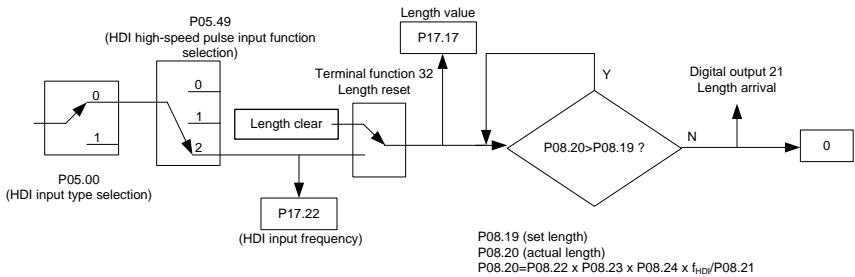 P05.49
(HDI high-speed pulse input function
selection)
Length value
P17.17
Terminal function 32
Length reset
Digital output 21
Length arrival
0
1
0
1
2
Length clear
Y
P08.20>P08.19 ?
N
0
P05.00
(HDI input type selection)
P17.22
(HDI input frequency)
P08.19 (set length)
P08.20 (actual length)
P08.20=P08.22 x P08.23 x P08.24 x fHDI/P08.21